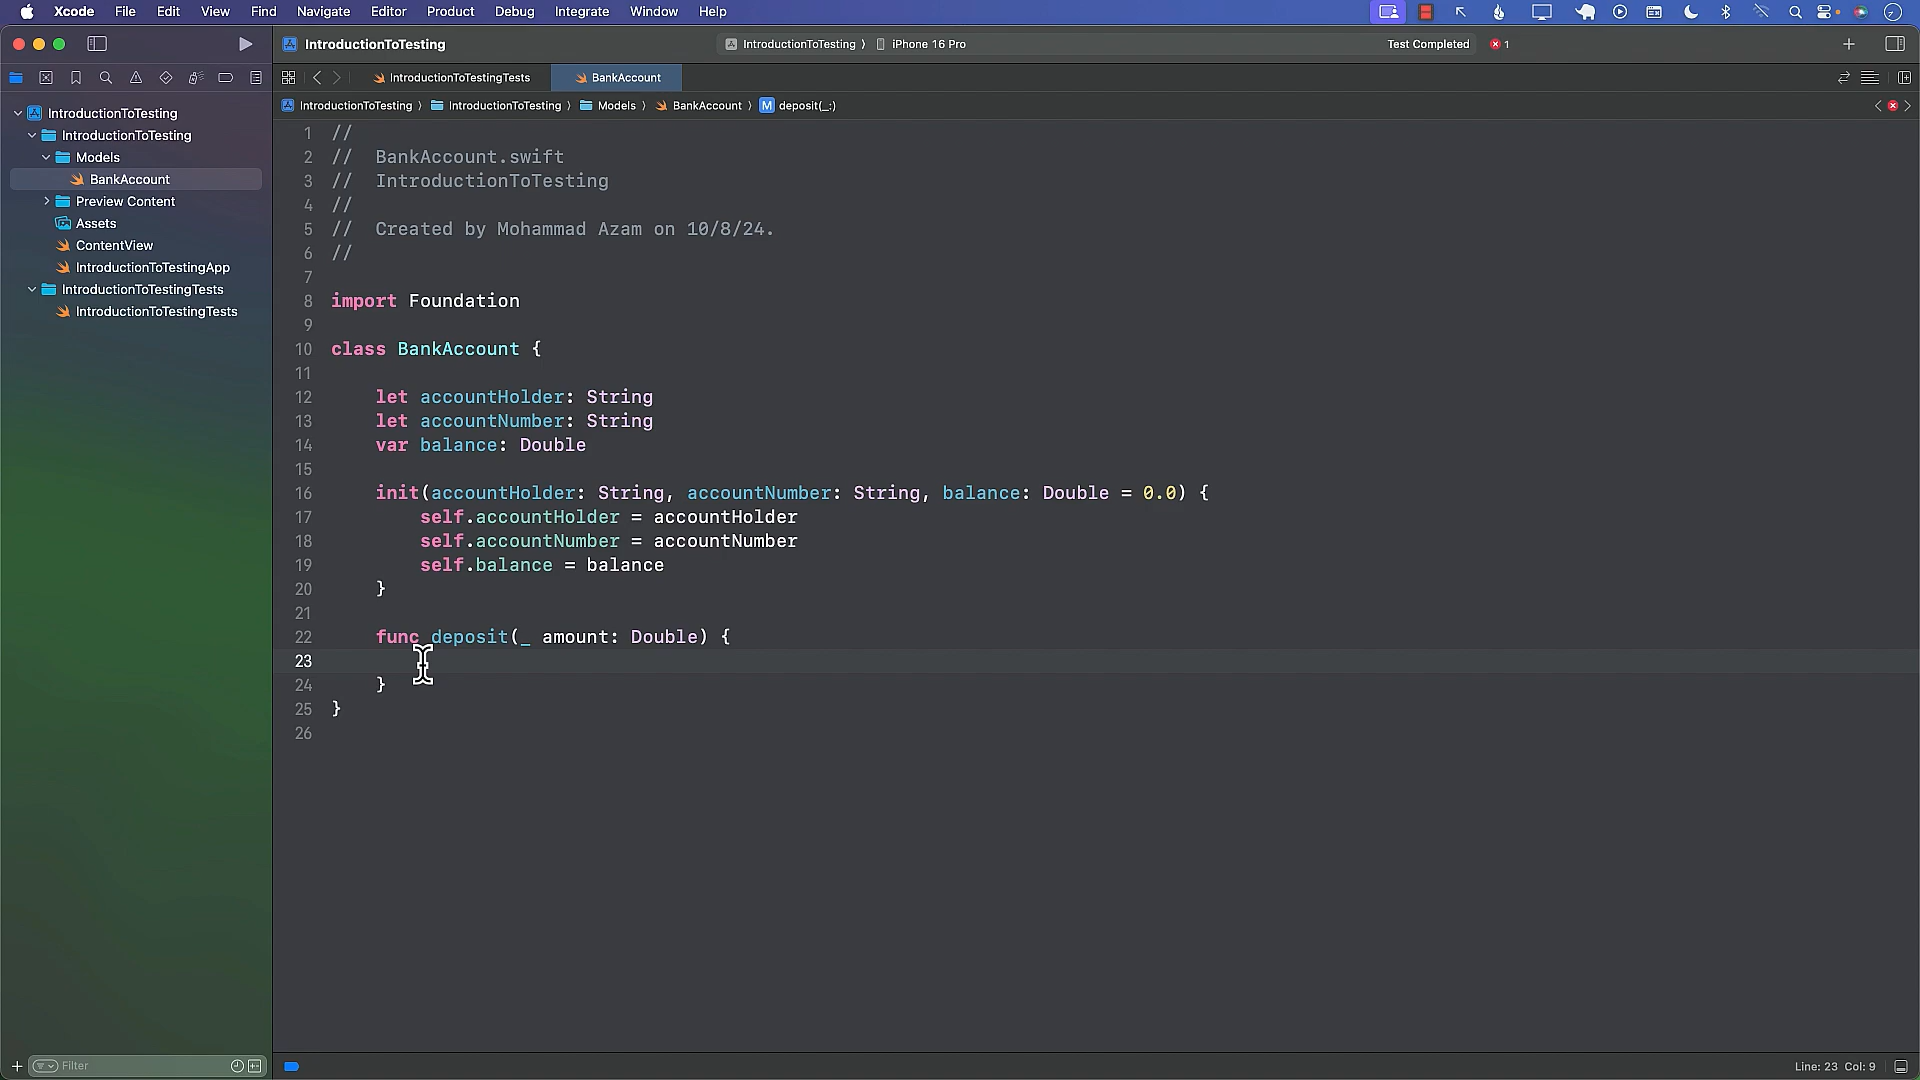 Xcode File Edit View Find Navigate Editor Product Debug Integrate Window Help
IntroductionToTesting
IntroductionToTesting ⟩ iPhone 16 Pro
Test Completed
1
IntroductionToTestingTests
BankAccount
IntroductionToTesting ⟩ IntroductionToTesting ⟩ Models ⟩ BankAccount ⟩ M deposit(_:)
IntroductionToTesting
IntroductionToTesting
Models
BankAccount
Preview Content
Assets
ContentView
IntroductionToTestingApp
IntroductionToTestingTests
IntroductionToTestingTests
1 //
2 //  BankAccount.swift
3 //  IntroductionToTesting
4 //
5 //  Created by Mohammad Azam on 10/8/24.
6 //
7
8 import Foundation
9
10 class BankAccount {
11
12     let accountHolder: String
13     let accountNumber: String
14     var balance: Double
15
16     init(accountHolder: String, accountNumber: String, balance: Double = 0.0) {
17         self.accountHolder = accountHolder
18         self.accountNumber = accountNumber
19         self.balance = balance
20     }
21
22     func deposit(_ amount: Double) {
23
24     }
25 }
26
Filter
Line: 23 Col: 9